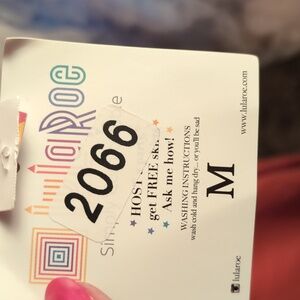 LuLaRoe
2066
HOST
get FREE
Ask me how!
WASHING INSTRUCTIONS
wash cold and hang dry... or you'll be sad
M
www.lularoe.com
lularoe